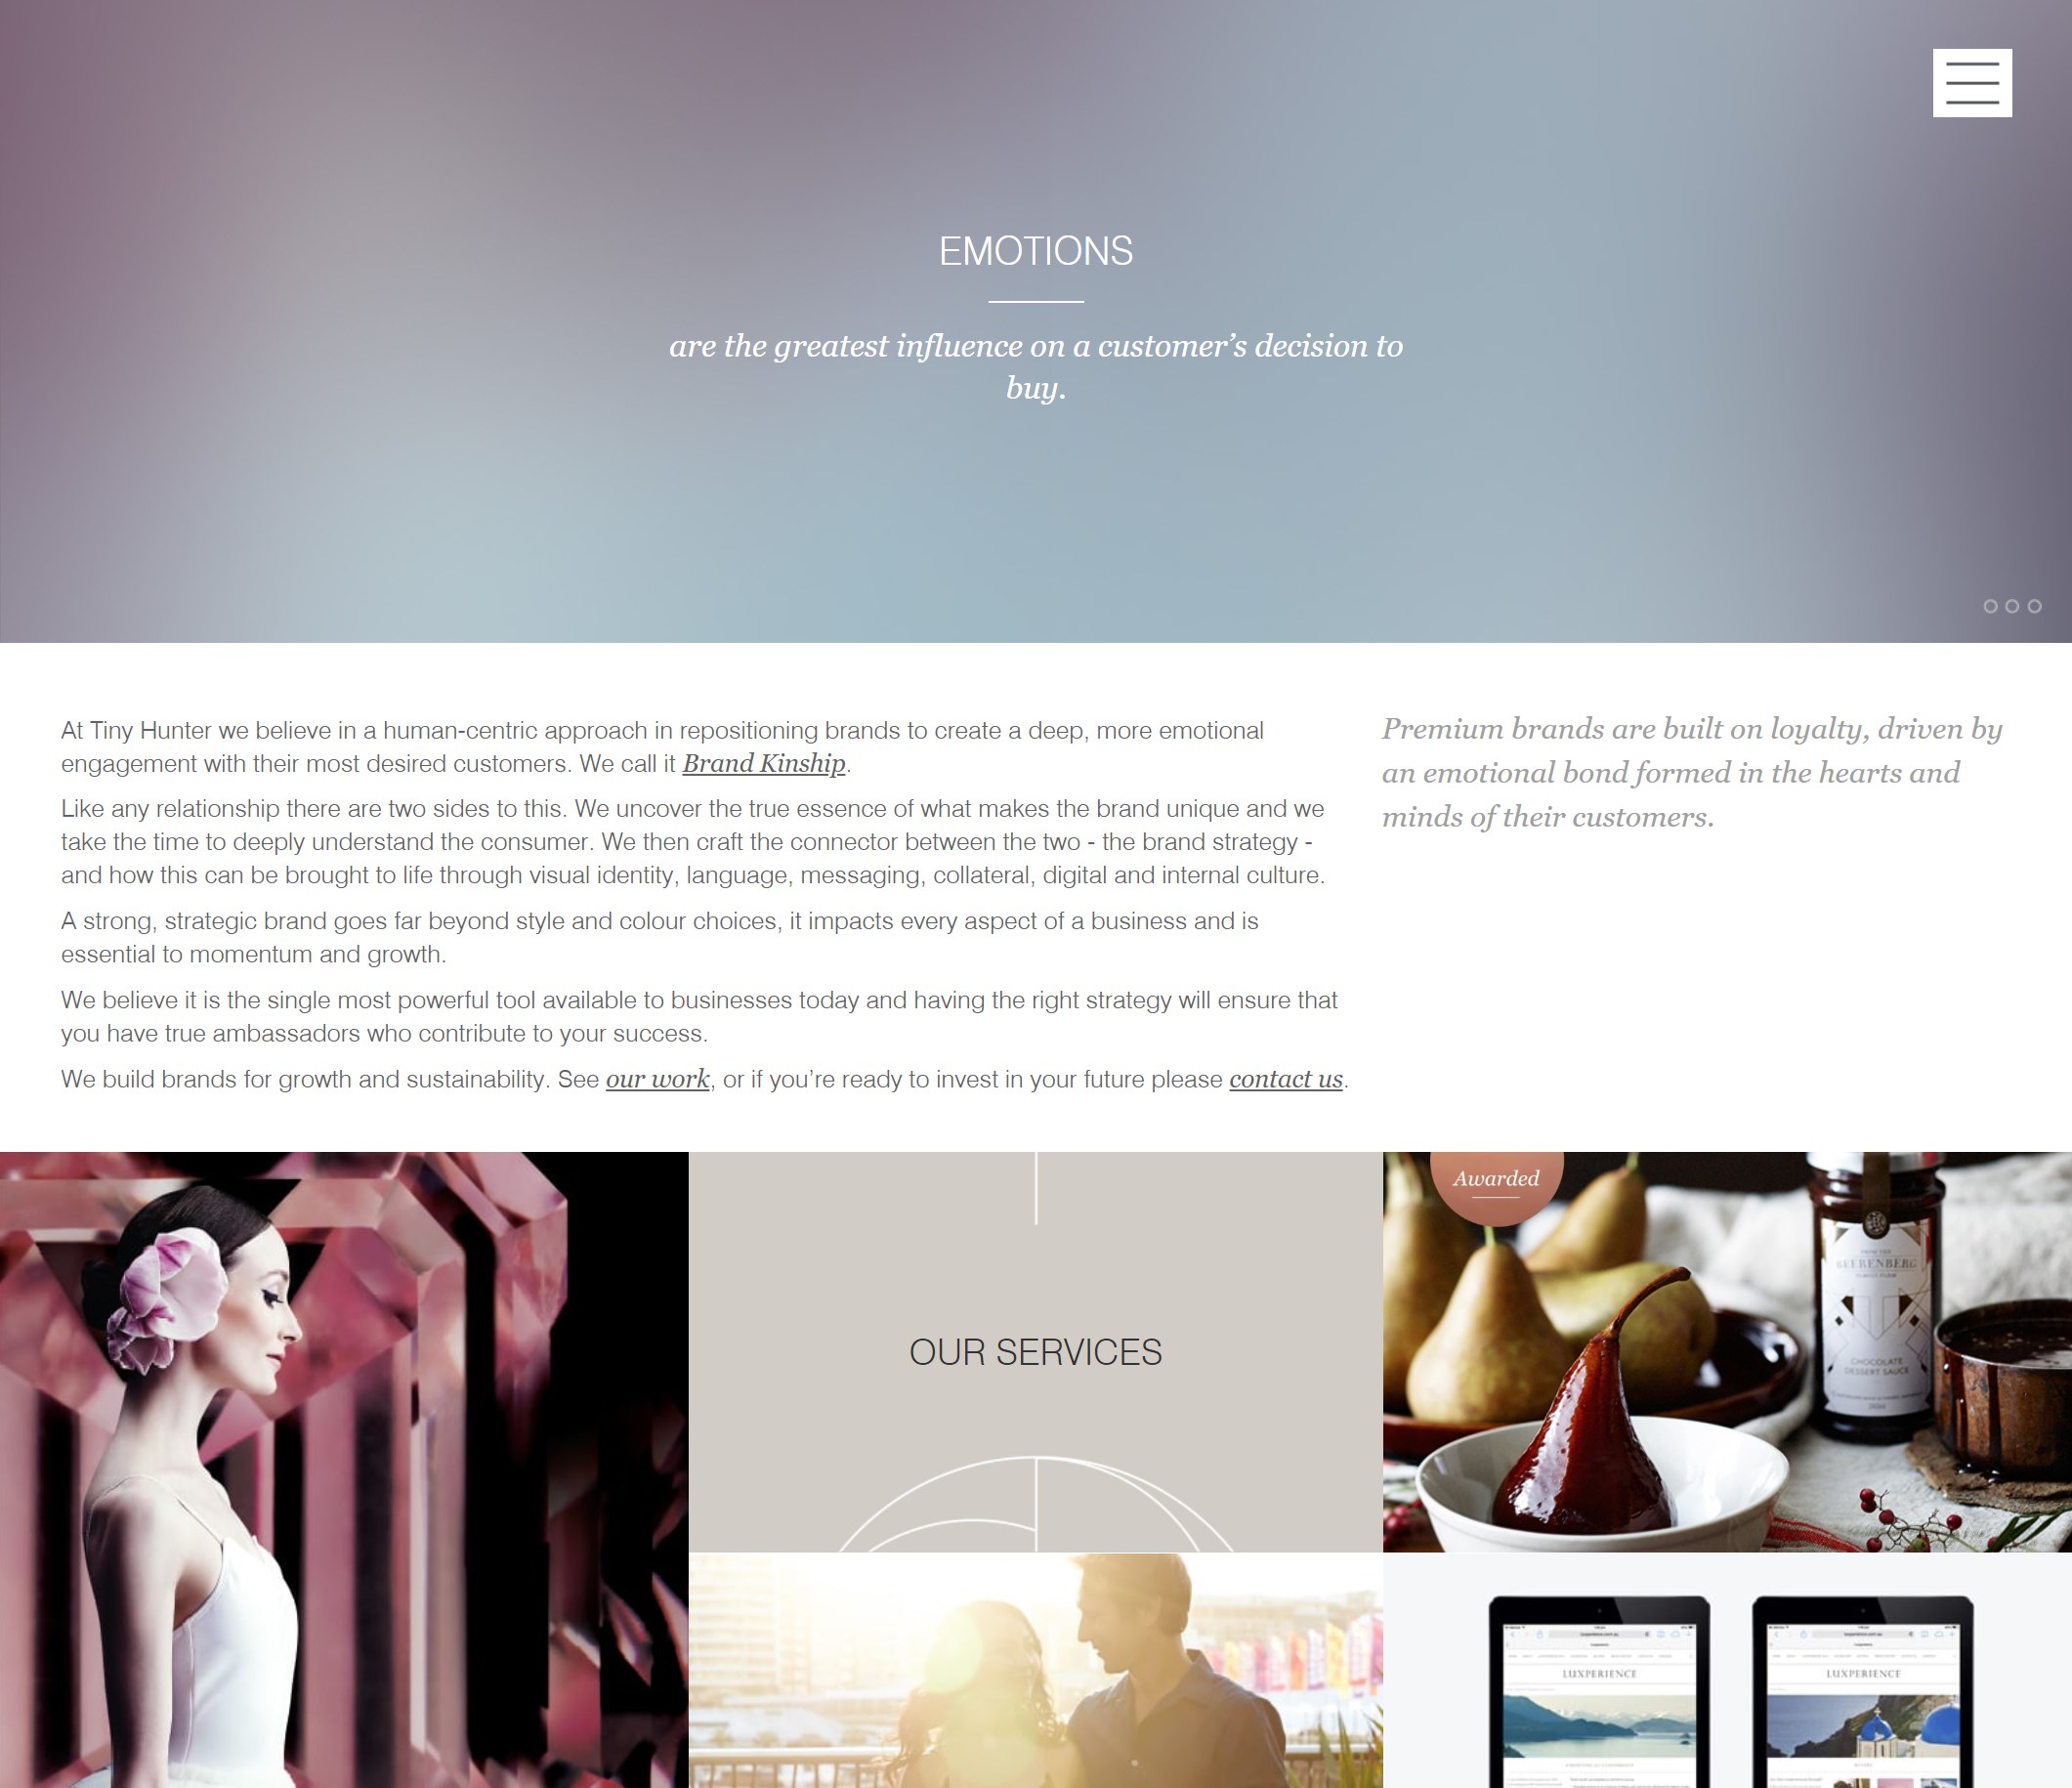 EMOTIONS
are the greatest influence on a customer’s decision to
buy.
At Tiny Hunter we believe in a human-centric approach in repositioning brands to create a deep, more emotional
engagement with their most desired customers. We call it Brand Kinship.
Like any relationship there are two sides to this. We uncover the true essence of what makes the brand unique and we
take the time to deeply understand the consumer. We then craft the connector between the two - the brand strategy -
and how this can be brought to life through visual identity, language, messaging, collateral, digital and internal culture.
A strong, strategic brand goes far beyond style and colour choices, it impacts every aspect of a business and is
essential to momentum and growth.
We believe it is the single most powerful tool available to businesses today and having the right strategy will ensure that
you have true ambassadors who contribute to your success.
We build brands for growth and sustainability. See our work, or if you’re ready to invest in your future please contact us.
Premium brands are built on loyalty, driven by
an emotional bond formed in the hearts and
minds of their customers.
OUR SERVICES
Awarded
FROM THE
BEERENBERG
FAMILY FARM
CHOCOLATE
DESSERT SAUCE
LUXPERIENCE
LUXPERIENCE